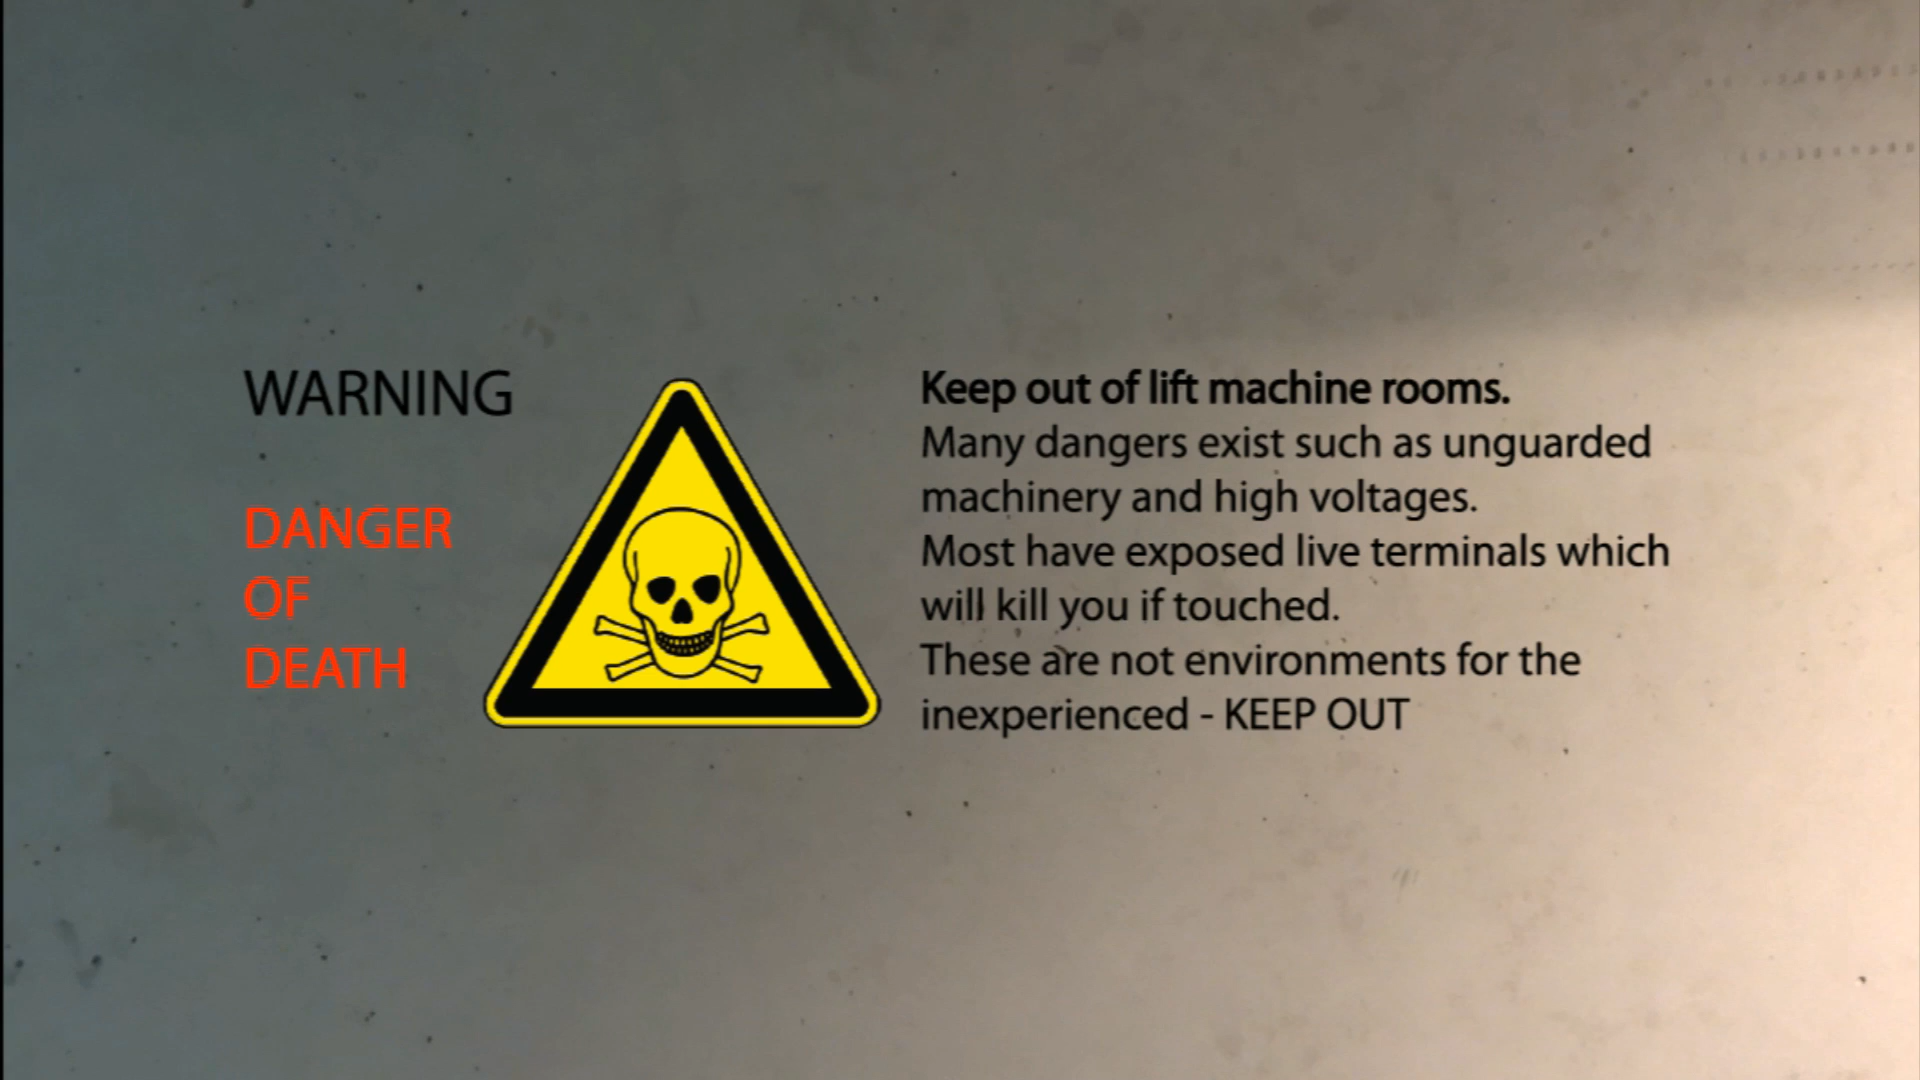 WARNING
DANGER
OF
DEATH
Keep out of lift machine rooms.
Many dangers exist such as unguarded
machinery and high voltages.
Most have exposed live terminals which
will kill you if touched.
These are not environments for the
inexperienced - KEEP OUT